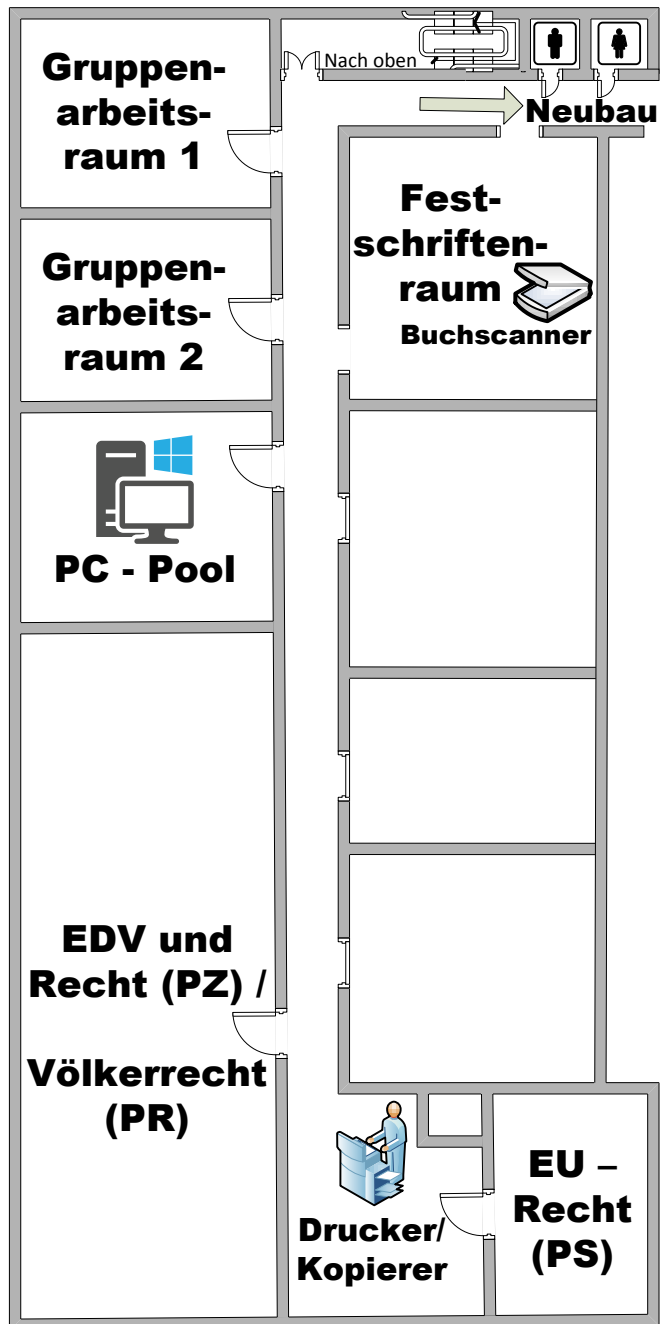 Gruppen-
arbeits-
raum 1
Nach oben
Neubau
Fest-
schriften-
raum
Buchscanner
Gruppen-
arbeits-
raum 2
PC - Pool
EDV und
Recht (PZ) /
Völkerrecht
(PR)
Drucker/
Kopierer
EU –
Recht
(PS)